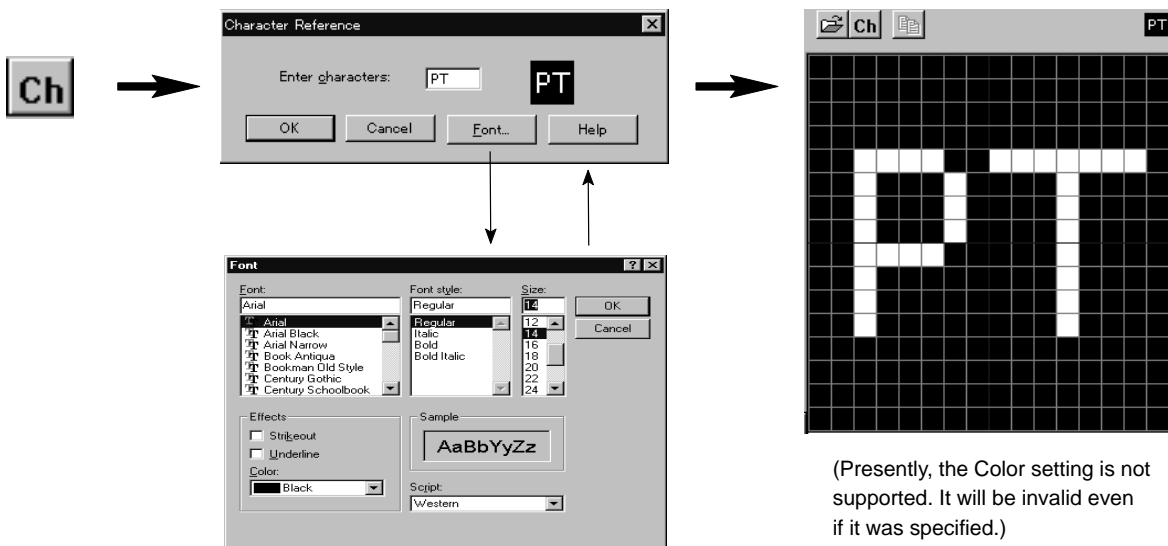 Ch
Character Reference
Enter characters: PT
PT
OK Cancel Font... Help
Ch
PT
PT
Font
Font: Font style: Size:
Arial Regular 14
Arial Regular 12
Arial Black Italic 14
Arial Narrow Bold 16
Book Antiqua Bold Italic 18
Bookman Old Style 20
Century Gothic 22
Century Schoolbook 24
OK
Cancel
Effects
Strikeout
Underline
Color:
Black
Sample
AaBbYyZz
Script:
Western
(Presently, the Color setting is not
supported. It will be invalid even
if it was specified.)